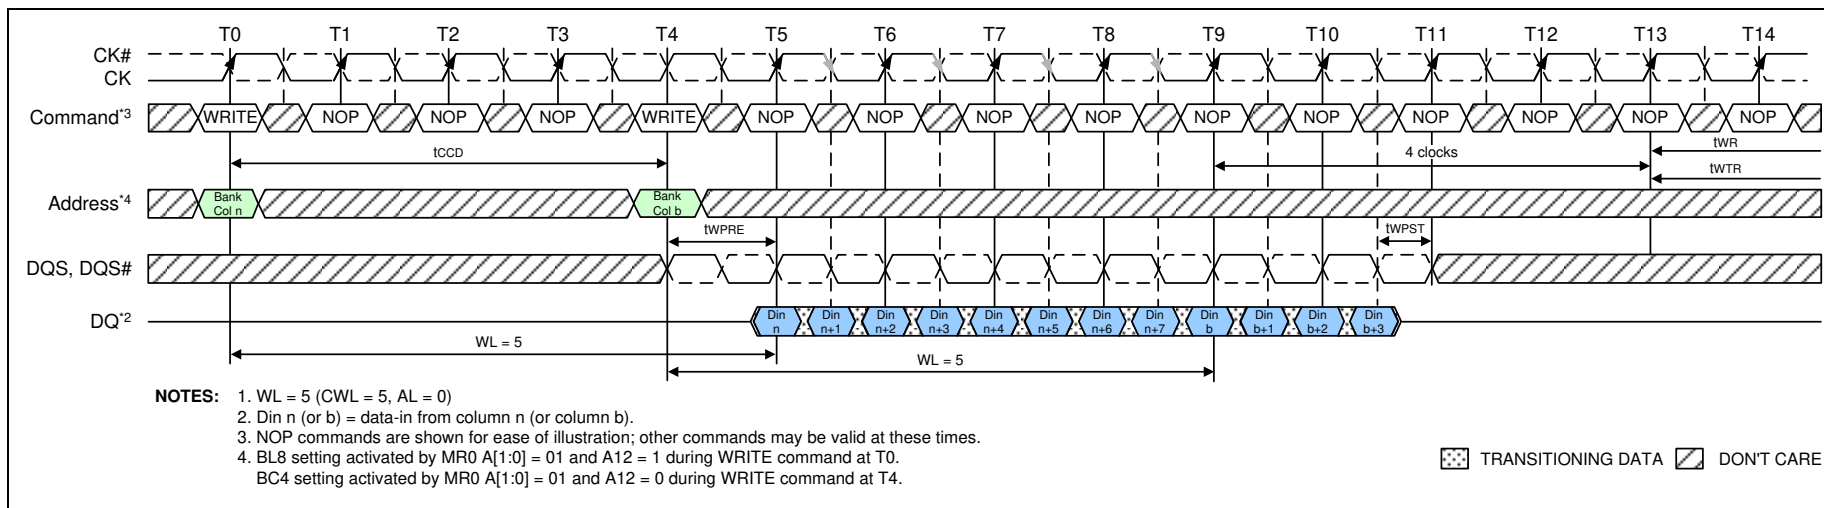 T0 T1 T2 T3 T4 T5 T6 T7 T8 T9 T10 T11 T12 T13 T14
CK#
CK
Command*3 WRITE NOP NOP NOP WRITE NOP NOP NOP NOP NOP NOP NOP NOP NOP NOP
tCCD 4 clocks tWR
tWTR
Address*4 Bank Col n Bank Col b
tWPRE tWPST
DQS, DQS#
DQ*2 Din n Din n+1 Din n+2 Din n+3 Din n+4 Din n+5 Din n+6 Din n+7 Din b Din b+1 Din b+2 Din b+3
WL = 5
WL = 5
NOTES: 1. WL = 5 (CWL = 5, AL = 0)
2. Din n (or b) = data-in from column n (or column b).
3. NOP commands are shown for ease of illustration; other commands may be valid at these times.
4. BL8 setting activated by MR0 A[1:0] = 01 and A12 = 1 during WRITE command at T0.
BC4 setting activated by MR0 A[1:0] = 01 and A12 = 0 during WRITE command at T4.
TRANSITIONING DATA DON'T CARE